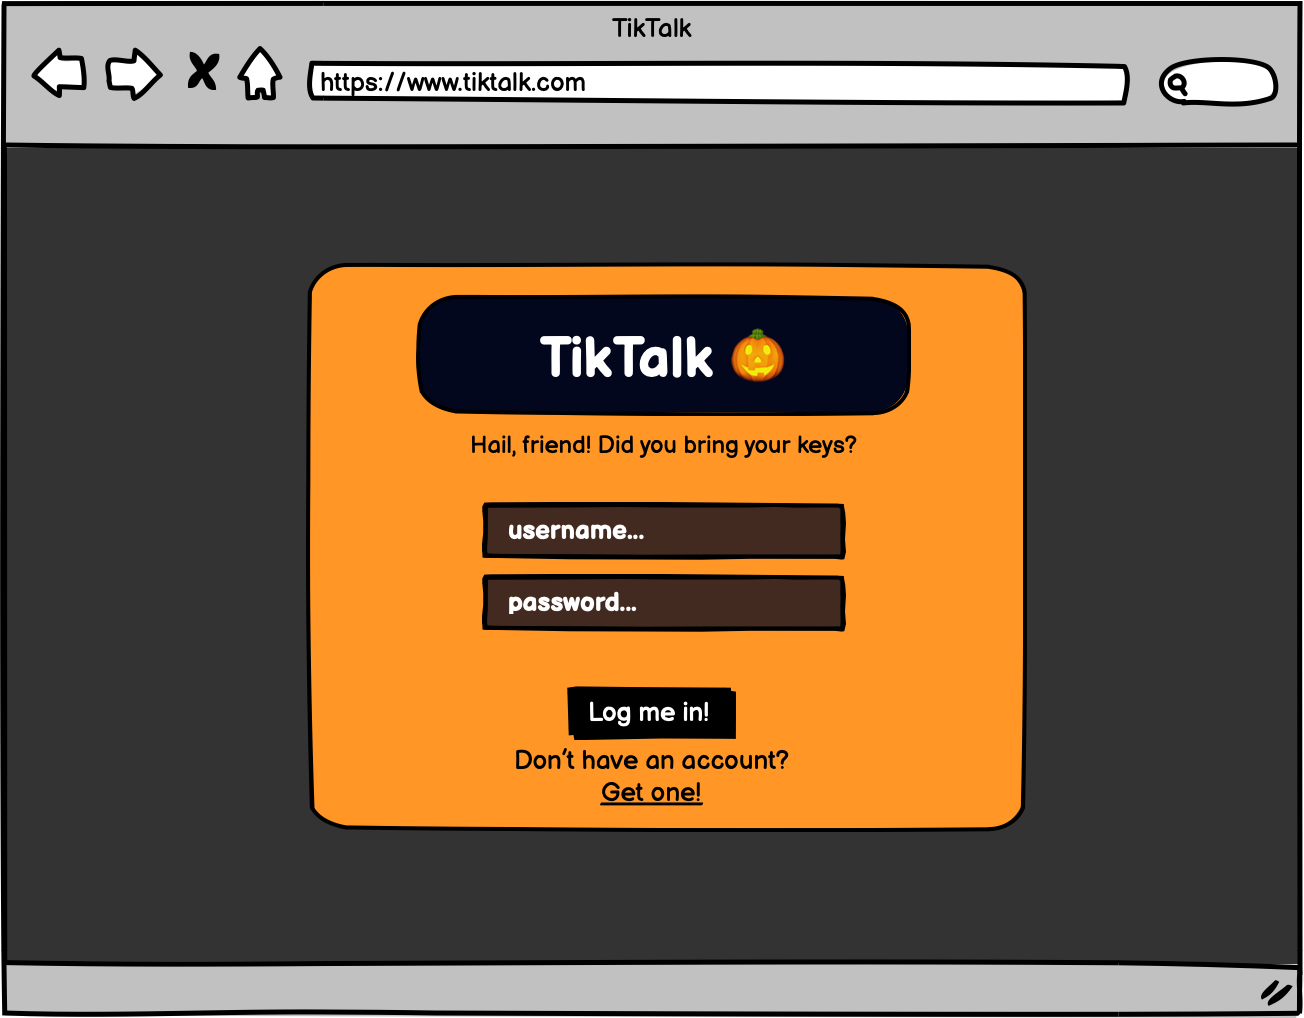 TikTalk
https://www.tiktalk.com
TikTalk 🎃
Hail, friend! Did you bring your keys?
username...
password...
Log me in!
Don't have an account?
Get one!